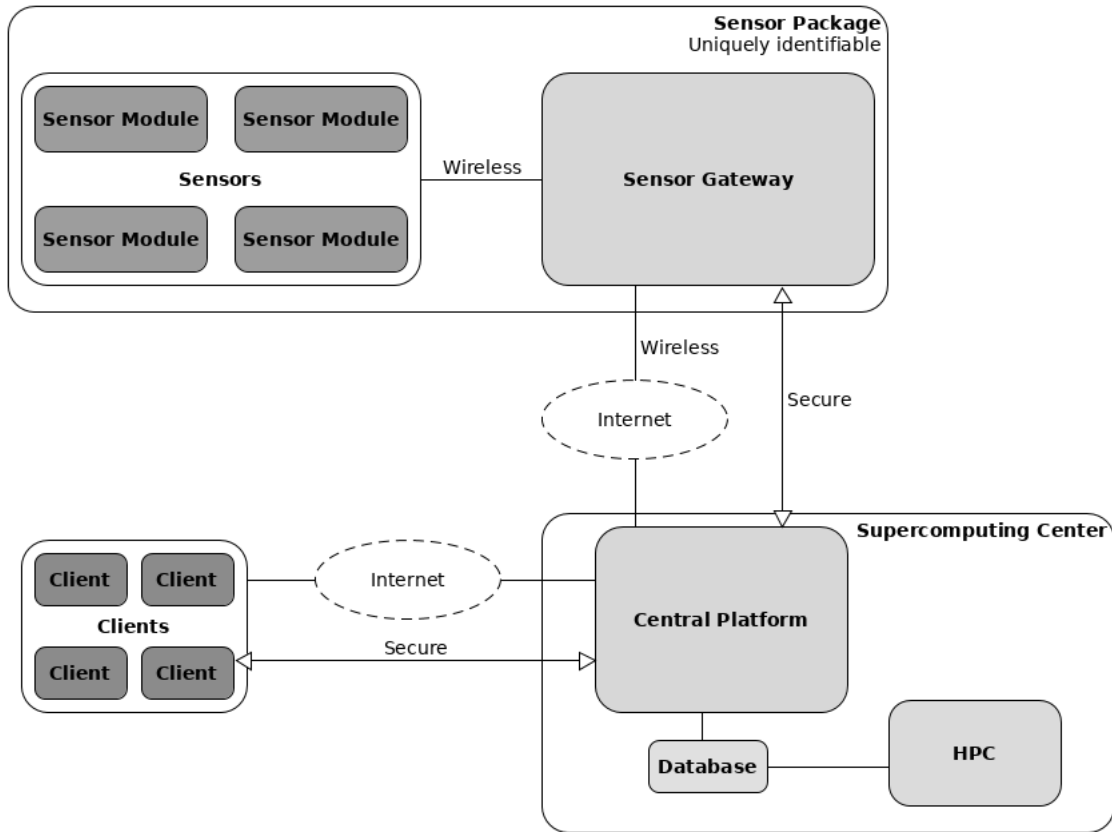 Sensor Package
Uniquely identifiable
Sensor Module
Sensor Module
Sensors
Sensor Module
Sensor Module
Wireless
Sensor Gateway
Wireless
Internet
Secure
Supercomputing Center
Client
Client
Clients
Client
Client
Internet
Secure
Central Platform
Database
HPC